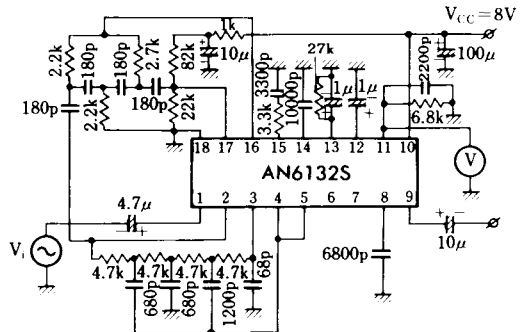 1k
V_CC = 8V
2.2k
180p
180p
2.7k
82k
+
10μ
27k
+
100μ
2200p
180p
2.2k
180p
22k
3300p
3.3k
10000p
1μ
+
1μ
+
6.8k
V
18 17 16 15 14 13 12 11 10
AN6132S
1 2 3 4 5 6 7 8 9
4.7μ
- +
V_i
+ -
10μ
4.7k
4.7k
4.7k
4.7k
68p
680p
680p
1200p
6800p